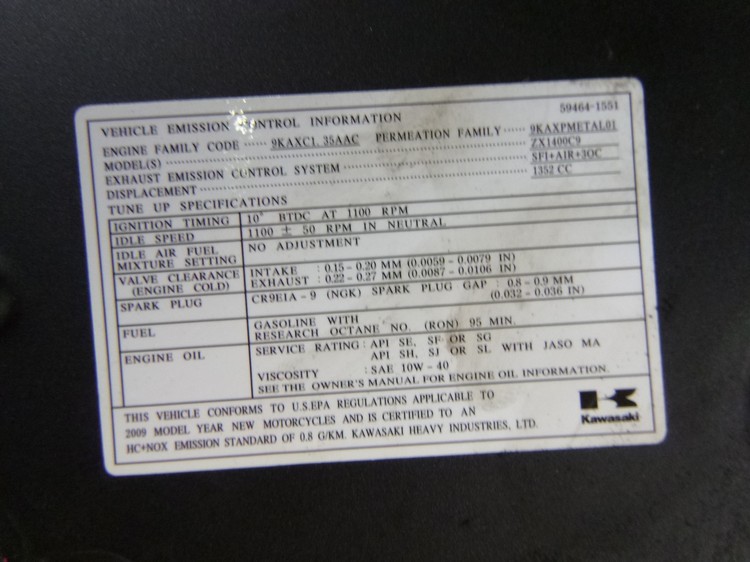 59464-1551
VEHICLE EMISSION CONTROL INFORMATION
ENGINE FAMILY CODE 9KAXC1. 35AAC PERMEATION FAMILY 9KAXPMETAL01
MODEL(S) ZX1400C9
EXHAUST EMISSION CONTROL SYSTEM SFI+AIR+3OC
DISPLACEMENT 1352 CC
TUNE UP SPECIFICATIONS
IGNITION TIMING 10° BTDC AT 1100 RPM
IDLE SPEED 1100 ± 50 RPM IN NEUTRAL
IDLE AIR FUEL
MIXTURE SETTING NO ADJUSTMENT
VALVE CLEARANCE INTAKE : 0.15-0.20 MM (0.0059-0.0079 IN)
(ENGINE COLD) EXHAUST : 0.22-0.27 MM (0.0087-0.0106 IN)
SPARK PLUG CR9EIA-9 (NGK) SPARK PLUG GAP : 0.8-0.9 MM
(0.032-0.036 IN)
FUEL GASOLINE WITH
RESEARCH OCTANE NO. (RON) 95 MIN.
ENGINE OIL SERVICE RATING : API SE, SF OR SG
API SH, SJ OR SL WITH JASO MA
VISCOSITY : SAE 10W-40
SEE THE OWNER'S MANUAL FOR ENGINE OIL INFORMATION.
THIS VEHICLE CONFORMS TO U.S.EPA REGULATIONS APPLICABLE TO
2009 MODEL YEAR NEW MOTORCYCLES AND IS CERTIFIED TO AN
HC+NOX EMISSION STANDARD OF 0.8 G/KM. KAWASAKI HEAVY INDUSTRIES, LTD.
Kawasaki